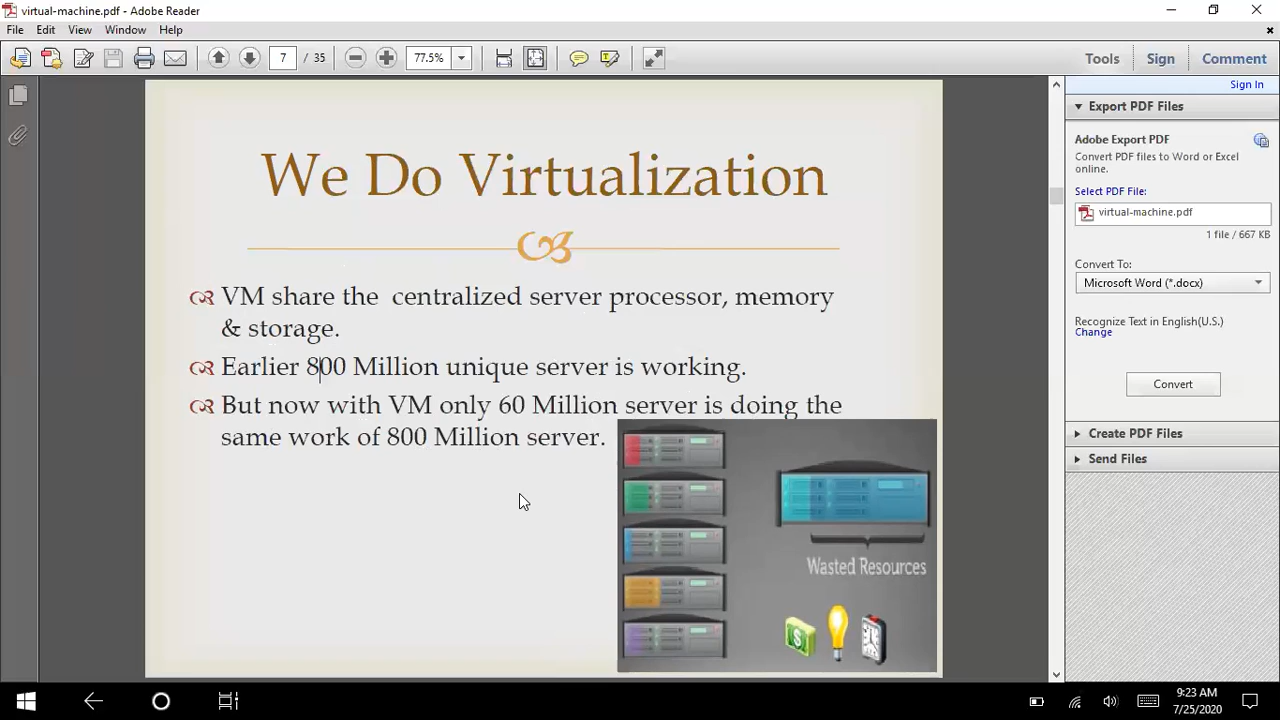 virtual-machine.pdf - Adobe Reader
File Edit View Window Help
7 / 35 77.5% Tools Sign Comment
Sign In
We Do Virtualization
VM share the centralized server processor, memory
& storage.
Earlier 800 Million unique server is working.
But now with VM only 60 Million server is doing the
same work of 800 Million server.
Wasted Resources
Export PDF Files
Adobe Export PDF
Convert PDF files to Word or Excel
online.
Select PDF File:
virtual-machine.pdf
1 file / 667 KB
Convert To:
Microsoft Word (*.docx)
Recognize Text in English(U.S.)
Change
Convert
Create PDF Files
Send Files
9:23 AM
7/25/2020